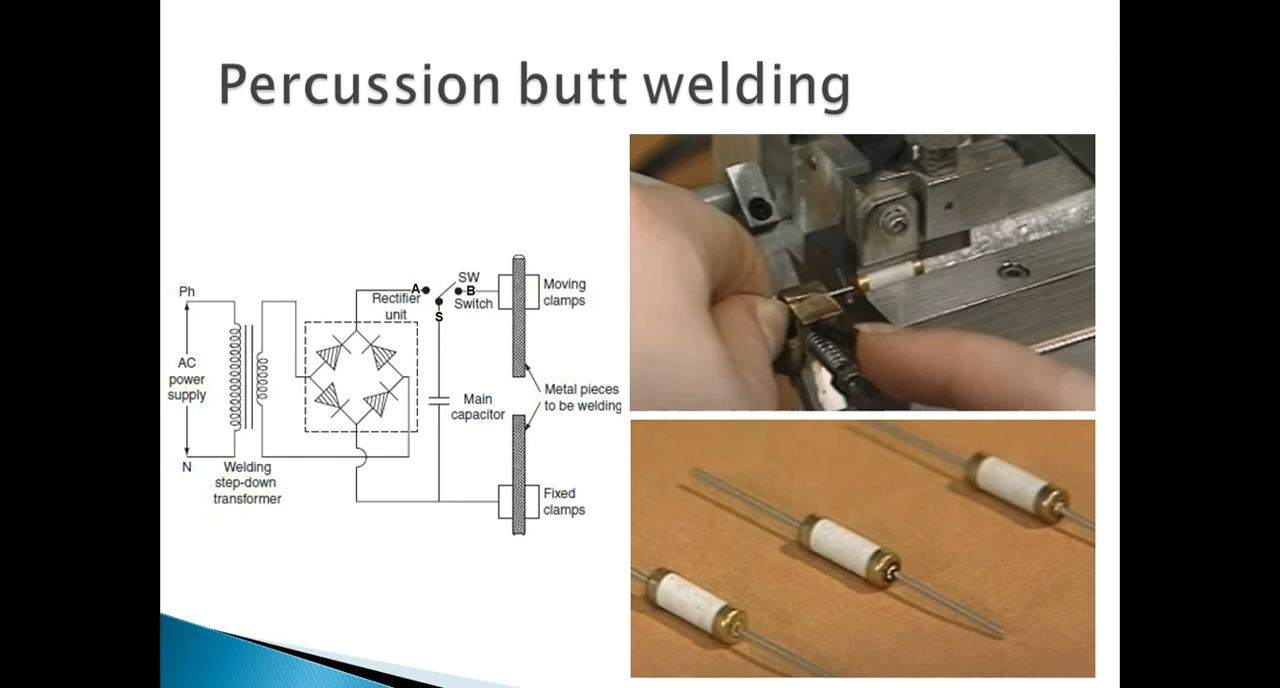 Percussion butt welding
Ph
AC
power
supply
N
Welding
step-down
transformer
A
Rectifier
unit
SW
B
Switch
S
Main
capacitor
Moving
clamps
Metal pieces
to be welding
Fixed
clamps